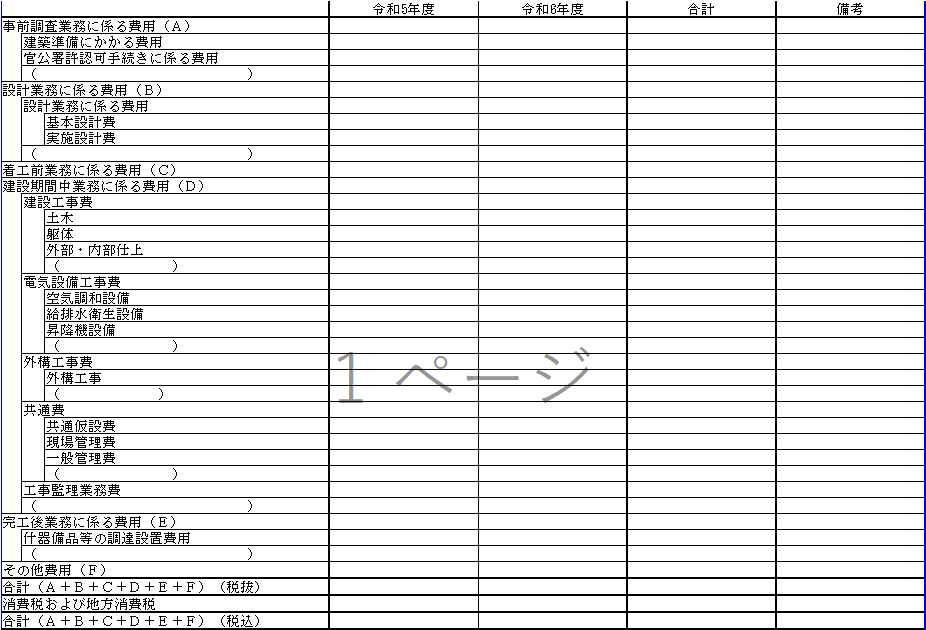 令和5年度 令和6年度 合計 備考
事前調査業務に係る費用（Ａ）
建築準備にかかる費用
官公署許認可手続きに係る費用
（　　　　　　　　　　　　　　　）
設計業務に係る費用（Ｂ）
設計業務に係る費用
基本設計費
実施設計費
（　　　　　　　　　　　　　　　）
着工前業務に係る費用（Ｃ）
建設期間中業務に係る費用（Ｄ）
建設工事費
土木
躯体
外部・内部仕上
（　　　　　　　　）
電気設備工事費
空気調和設備
給排水衛生設備
昇降機設備
（　　　　　　　　）
外構工事費
外構工事
（　　　　　　　）
共通費
共通仮設費
現場管理費
一般管理費
（　　　　　　　　）
工事監理業務費
（　　　　　　　　　　　　　　　）
完工後業務に係る費用（Ｅ）
什器備品等の調達設置費用
（　　　　　　　　　　　　　　　）
その他費用（Ｆ）
合計（Ａ＋Ｂ＋Ｃ＋Ｄ＋Ｅ＋Ｆ）（税抜）
消費税および地方消費税
合計（Ａ＋Ｂ＋Ｃ＋Ｄ＋Ｅ＋Ｆ）（税込）
1 ページ